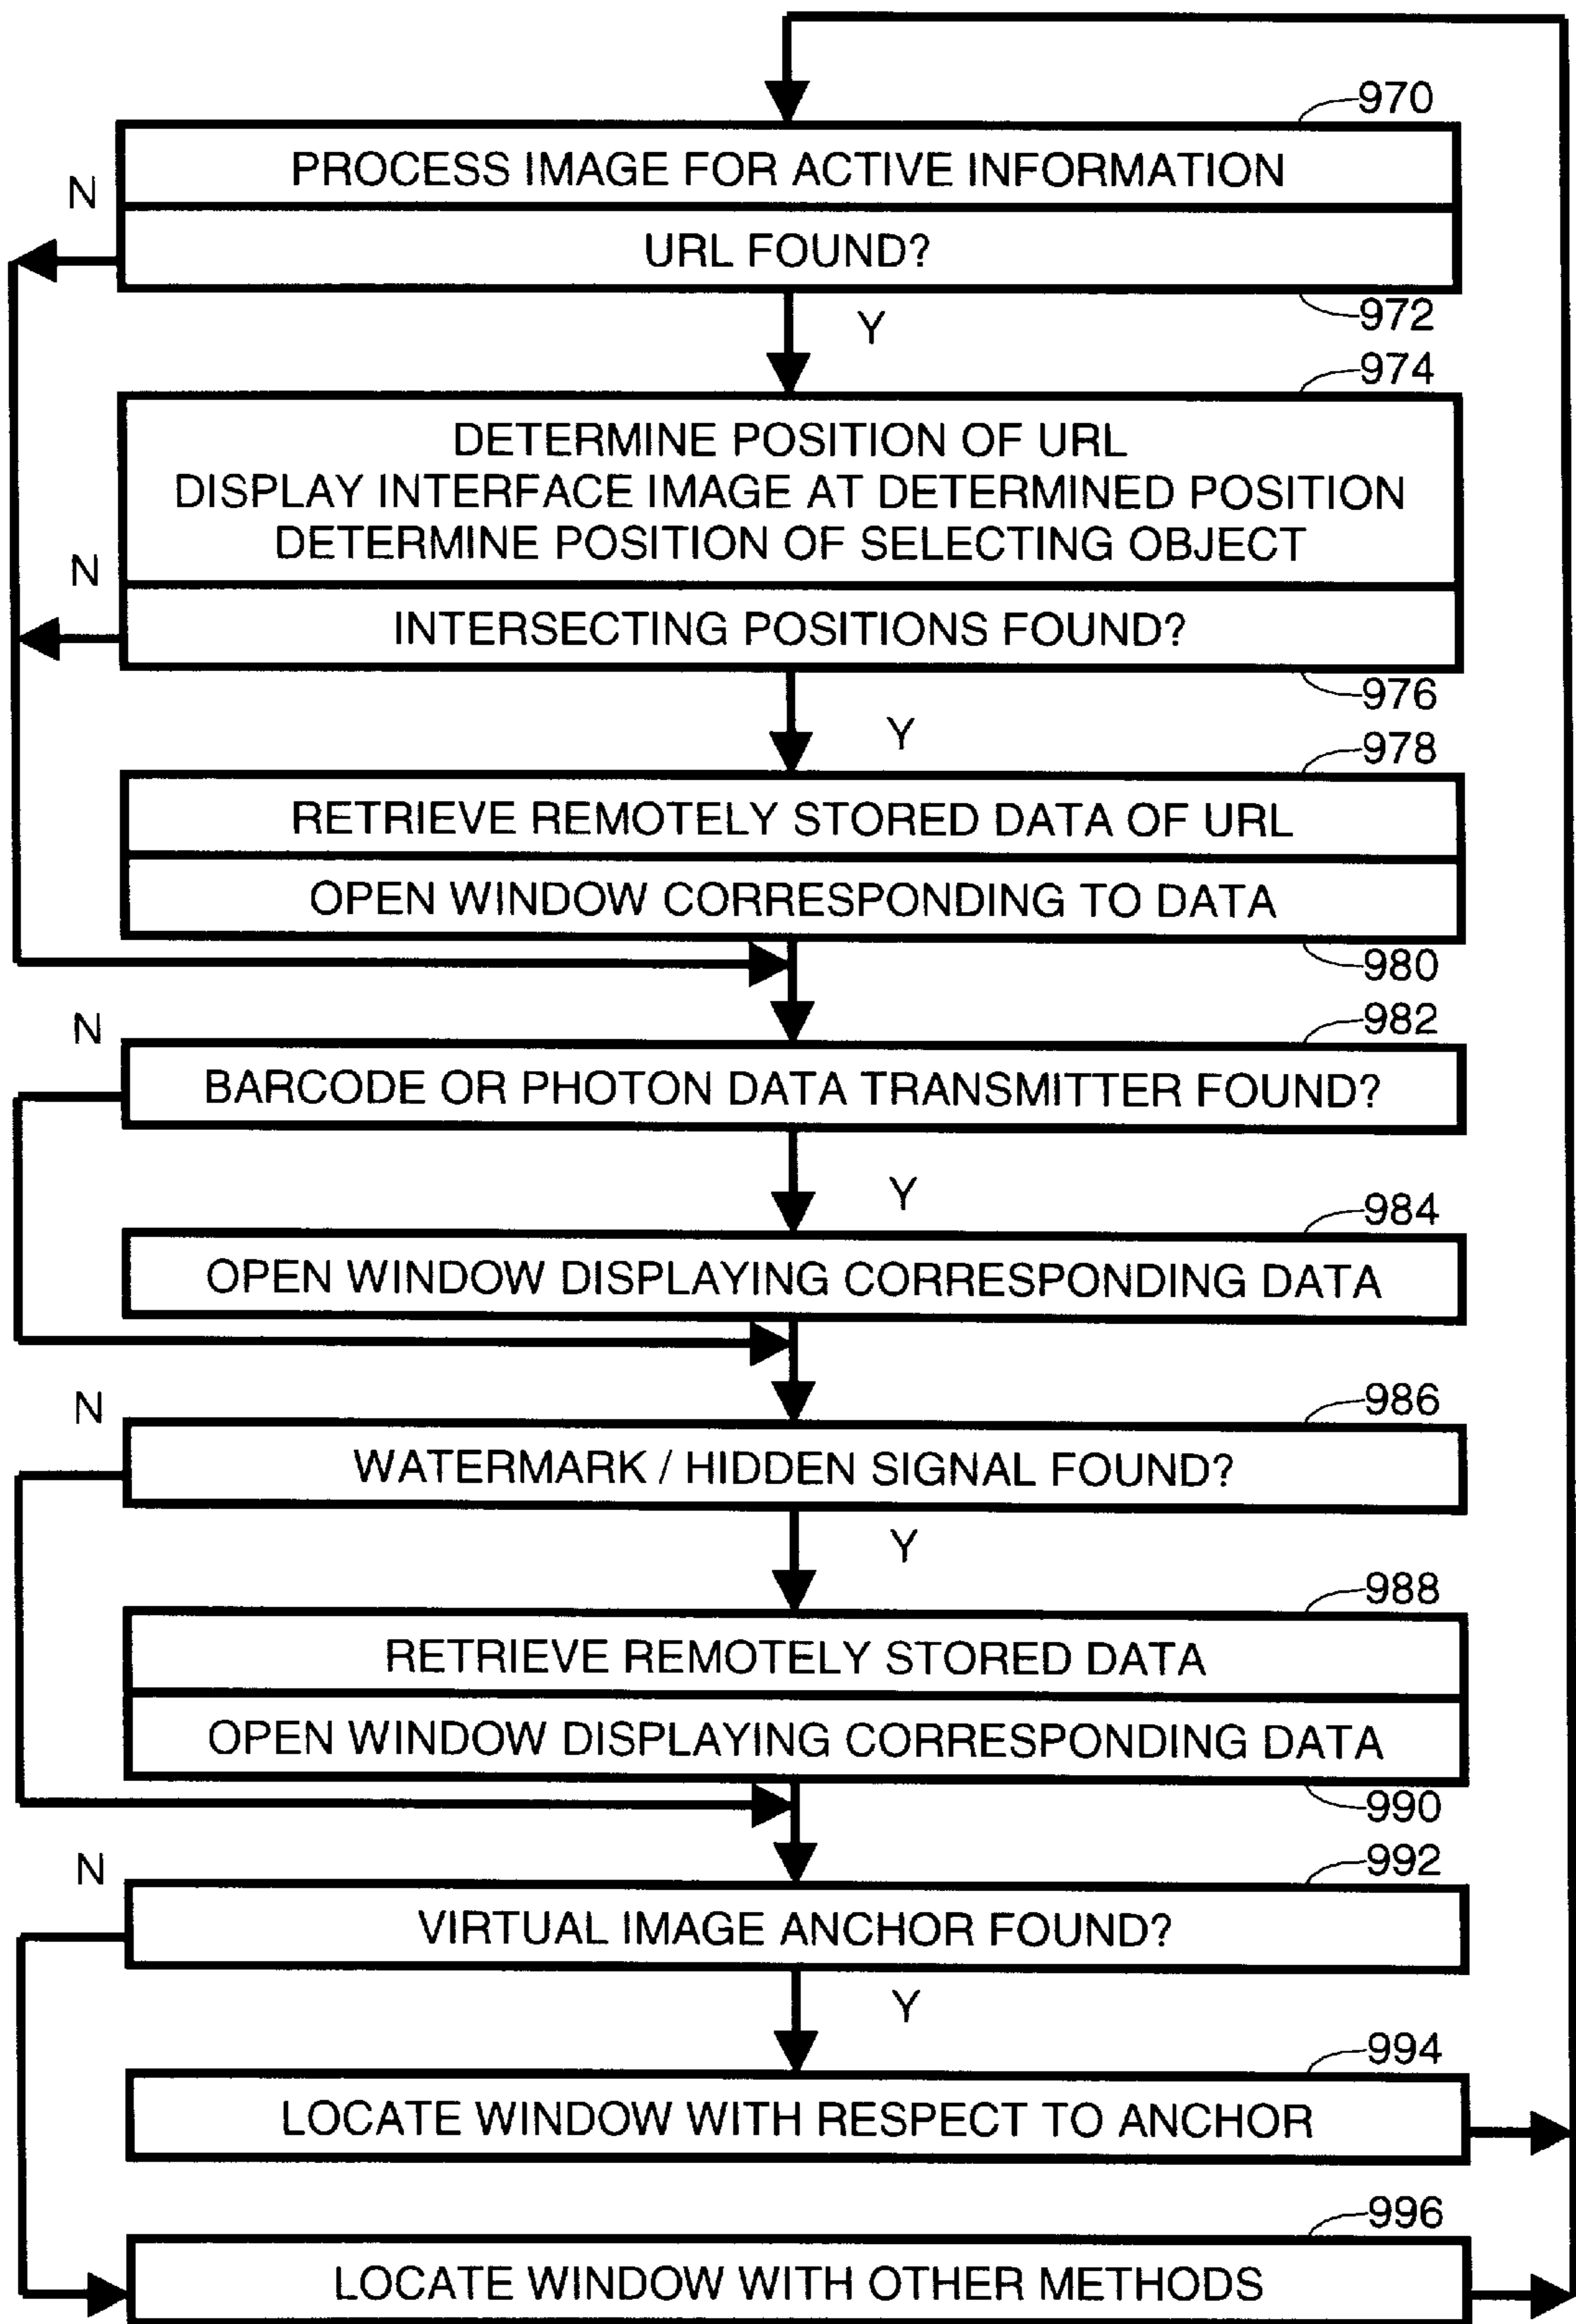 970
PROCESS IMAGE FOR ACTIVE INFORMATION
N
URL FOUND?
972
Y
974
DETERMINE POSITION OF URL
DISPLAY INTERFACE IMAGE AT DETERMINED POSITION
DETERMINE POSITION OF SELECTING OBJECT
N
INTERSECTING POSITIONS FOUND?
976
Y
978
RETRIEVE REMOTELY STORED DATA OF URL
OPEN WINDOW CORRESPONDING TO DATA
980
N
982
BARCODE OR PHOTON DATA TRANSMITTER FOUND?
Y
984
OPEN WINDOW DISPLAYING CORRESPONDING DATA
N
986
WATERMARK / HIDDEN SIGNAL FOUND?
Y
988
RETRIEVE REMOTELY STORED DATA
OPEN WINDOW DISPLAYING CORRESPONDING DATA
990
N
992
VIRTUAL IMAGE ANCHOR FOUND?
Y
994
LOCATE WINDOW WITH RESPECT TO ANCHOR
996
LOCATE WINDOW WITH OTHER METHODS